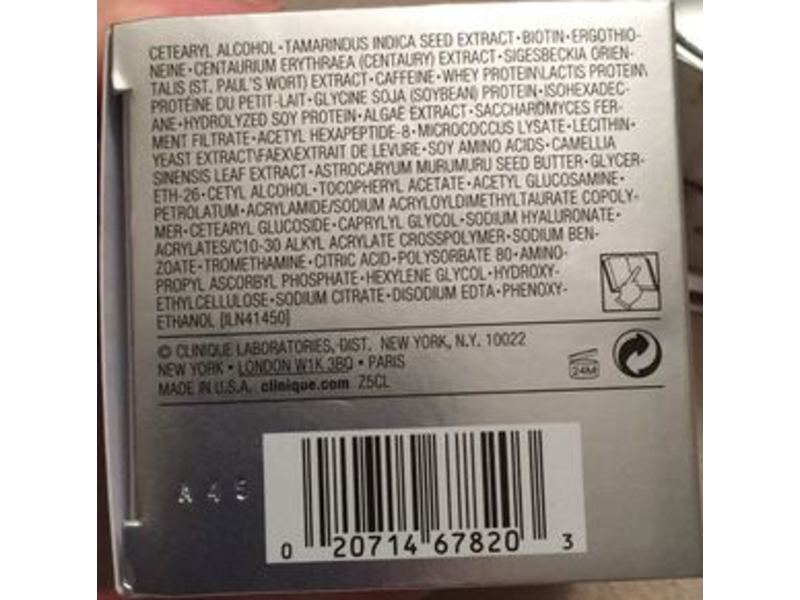 CETEARYL ALCOHOL•TAMARINDUS INDICA SEED EXTRACT•BIOTIN•ERGOTHIO-
NEINE•CENTAURIUM ERYTHRAEA (CENTAURY) EXTRACT•SIGESBECKIA ORIEN-
TALIS (ST. PAUL'S WORT) EXTRACT•CAFFEINE•WHEY PROTEIN\LACTIS PROTEIN\
PROTÉINE DU PETIT-LAIT•GLYCINE SOJA (SOYBEAN) PROTEIN•ISOHEXADEC-
ANE•HYDROLYZED SOY PROTEIN•ALGAE EXTRACT•SACCHAROMYCES FER-
MENT FILTRATE•ACETYL HEXAPEPTIDE-8•MICROCOCCUS LYSATE•LECITHIN•
YEAST EXTRACT\FAEX\EXTRAIT DE LEVURE•SOY AMINO ACIDS•CAMELLIA
SINENSIS LEAF EXTRACT•ASTROCARYUM MURUMURU SEED BUTTER•GLYCER-
ETH-26•CETYL ALCOHOL•TOCOPHERYL ACETATE•ACETYL GLUCOSAMINE•
PETROLATUM•ACRYLAMIDE/SODIUM ACRYLOYLDIMETHYLTAURATE COPOLY-
MER•CETEARYL GLUCOSIDE•CAPRYLYL GLYCOL•SODIUM HYALURONATE•
ACRYLATES/C10-30 ALKYL ACRYLATE CROSSPOLYMER•SODIUM BEN-
ZOATE•TROMETHAMINE•CITRIC ACID•POLYSORBATE 80•AMINO-
PROPYL ASCORBYL PHOSPHATE•HEXYLENE GLYCOL•HYDROXY-
ETHYLCELLULOSE•SODIUM CITRATE•DISODIUM EDTA•PHENOXY-
ETHANOL [ILN41450]
© CLINIQUE LABORATORIES, DIST. NEW YORK, N.Y. 10022
NEW YORK • LONDON W1K 3BQ • PARIS
MADE IN U.S.A. clinique.com 75CL
24M
A 4 5
0 20714 67820 3